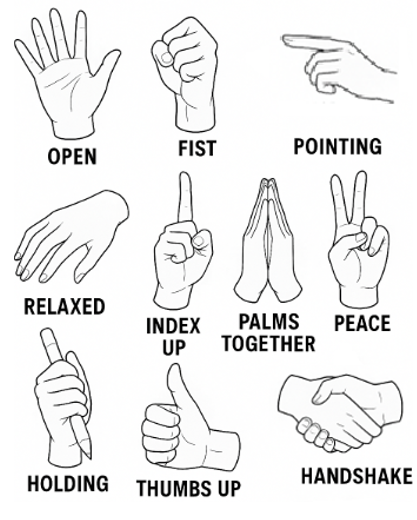 OPEN
FIST
POINTING
RELAXED
INDEX
UP
PALMS
TOGETHER
PEACE
HOLDING
THUMBS UP
HANDSHAKE